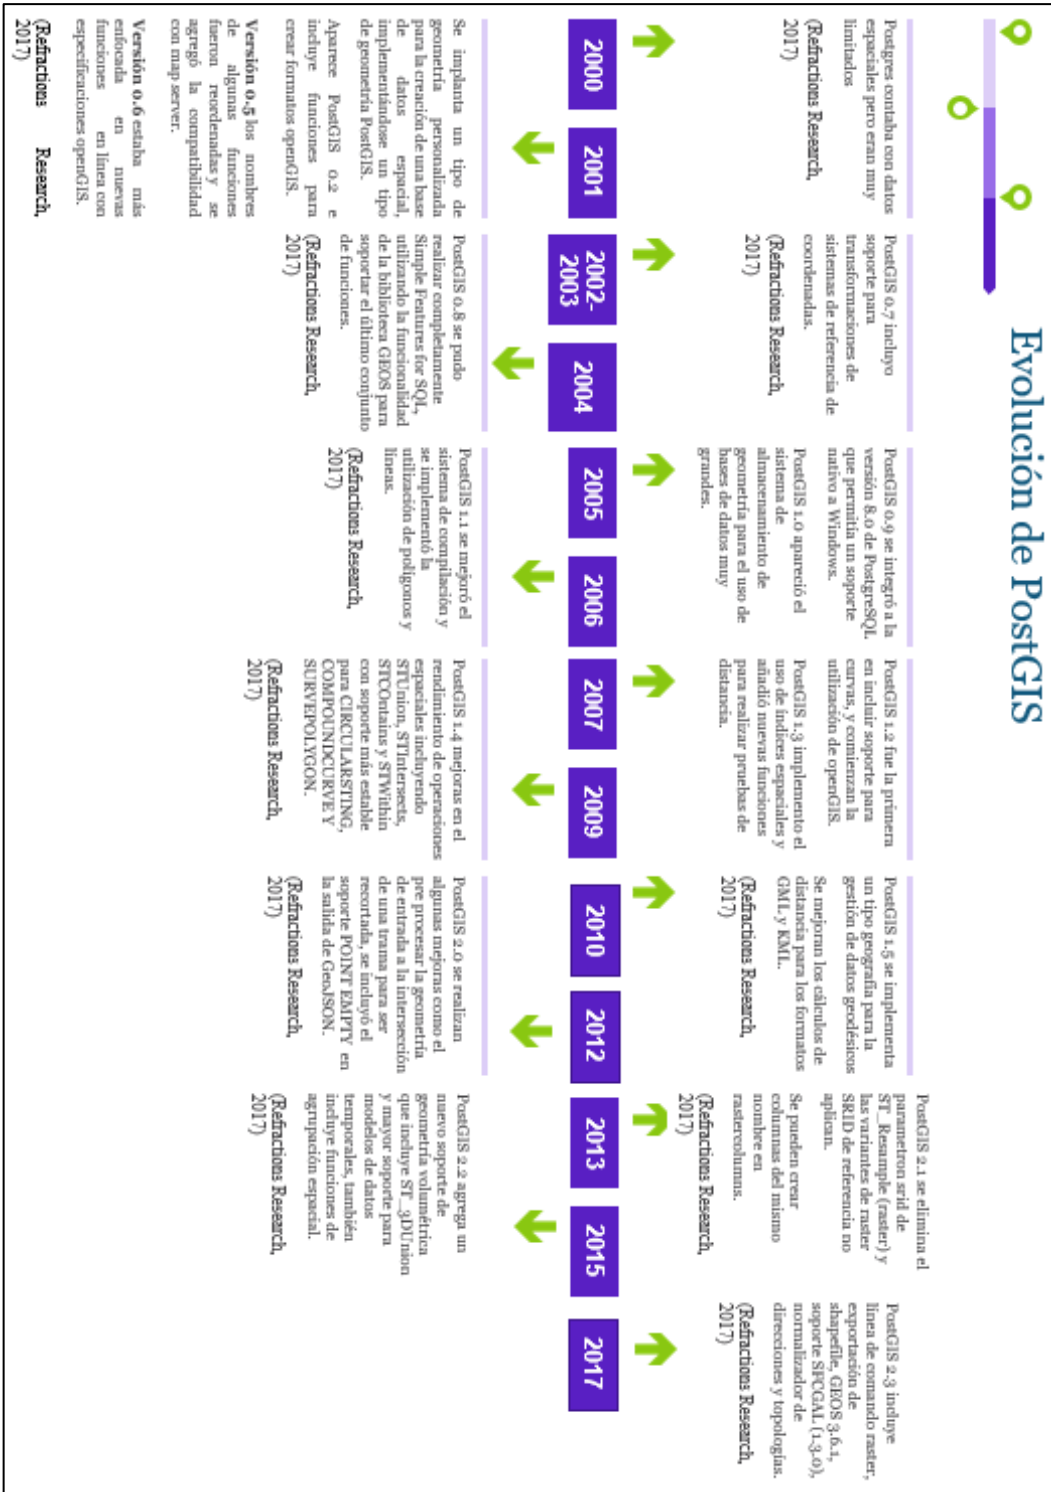 Evolución de PostGIS
2000
Postgres contaba con datos
espaciales pero eran muy
limitados
(Refractions Research,
2017)
2001
Se implanta un tipo de
geometría personalizada
para la creación de una base
de datos espacial,
implementándose un tipo
de geometría PostGIS.
Aparece PostGIS 0.2 e
incluye funciones para
crear formatos openGIS.
Versión 0.5 los nombres
de algunas funciones
fueron reordenadas y se
agregó la compatibilidad
con map server.
Versión 0.6 estaba más
enfocada en nuevas
funciones en línea con
especificaciones openGIS.
(Refractions Research,
2017)
2002-
2003
PostGIS 0.7 incluyo
soporte para
transformaciones de
sistemas de referencia de
coordenadas.
(Refractions Research,
2017)
2004
PostGIS 0.8 se pudo
realizar completamente
Simple Features for SQL,
utilizando la funcionalidad
de la biblioteca GEOS para
soportar el último conjunto
de funciones.
(Refractions Research,
2017)
2005
PostGIS 0.9 se integró a la
versión 8.0 de PostgreSQL
que permitía un soporte
nativo a Windows.
PostGIS 1.0 apareció el
sistema de
almacenamiento de
geometría para el uso de
bases de datos muy
grandes.
2006
PostGIS 1.1 se mejoró el
sistema de compilación y
se implementó la
utilización de polígonos y
líneas.
(Refractions Research,
2017)
2007
PostGIS 1.2 fue la primera
en incluir soporte para
curvas, y comienzan la
utilización de openGIS.
PostGIS 1.3 implemento el
uso de índices espaciales y
añadió nuevas funciones
para realizar pruebas de
distancia.
2009
PostGIS 1.4 mejoras en el
rendimiento de operaciones
espaciales incluyendo
STUnion, STIntersects,
STCOntains y STWithin
con soporte más estable
para CIRCULARSTING,
COMPOUNDCURVE Y
SURVEPOLYGON.
(Refractions Research,
2017)
2010
PostGIS 1.5 se implementa
un tipo geografía para la
gestión de datos geodésicos
Se mejoran los cálculos de
distancia para los formatos
GML y KML.
(Refractions Research,
2017)
2012
PostGIS 2.0 se realizan
algunas mejoras como el
pre procesar la geometría
de entrada a la intersección
de una trama para ser
recortada, se incluyó el
soporte POINT EMPTY en
la salida de GeoJSON.
(Refractions Research,
2017)
2013
PostGIS 2.1 se elimina el
parametron srid de
ST_Resample (raster) y
las variantes de raster
SRID de referencia no
aplican.
Se pueden crear
columnas del mismo
nombre en
rastercolumns.
(Refractions Research,
2017)
2015
PostGIS 2.2 agrega un
nuevo soporte de
geometría volumétrica
que incluye ST_3DUnion
y mayor soporte para
modelos de datos
temporales, también
incluye funciones de
agrupación espacial.
(Refractions Research,
2017)
2017
PostGIS 2.3 incluye
línea de comando raster,
exportación de
shapefile, GEOS 3.6.1,
soporte SFCGAL (1.3.0),
normalizador de
direcciones y topologías.
(Refractions Research,
2017)